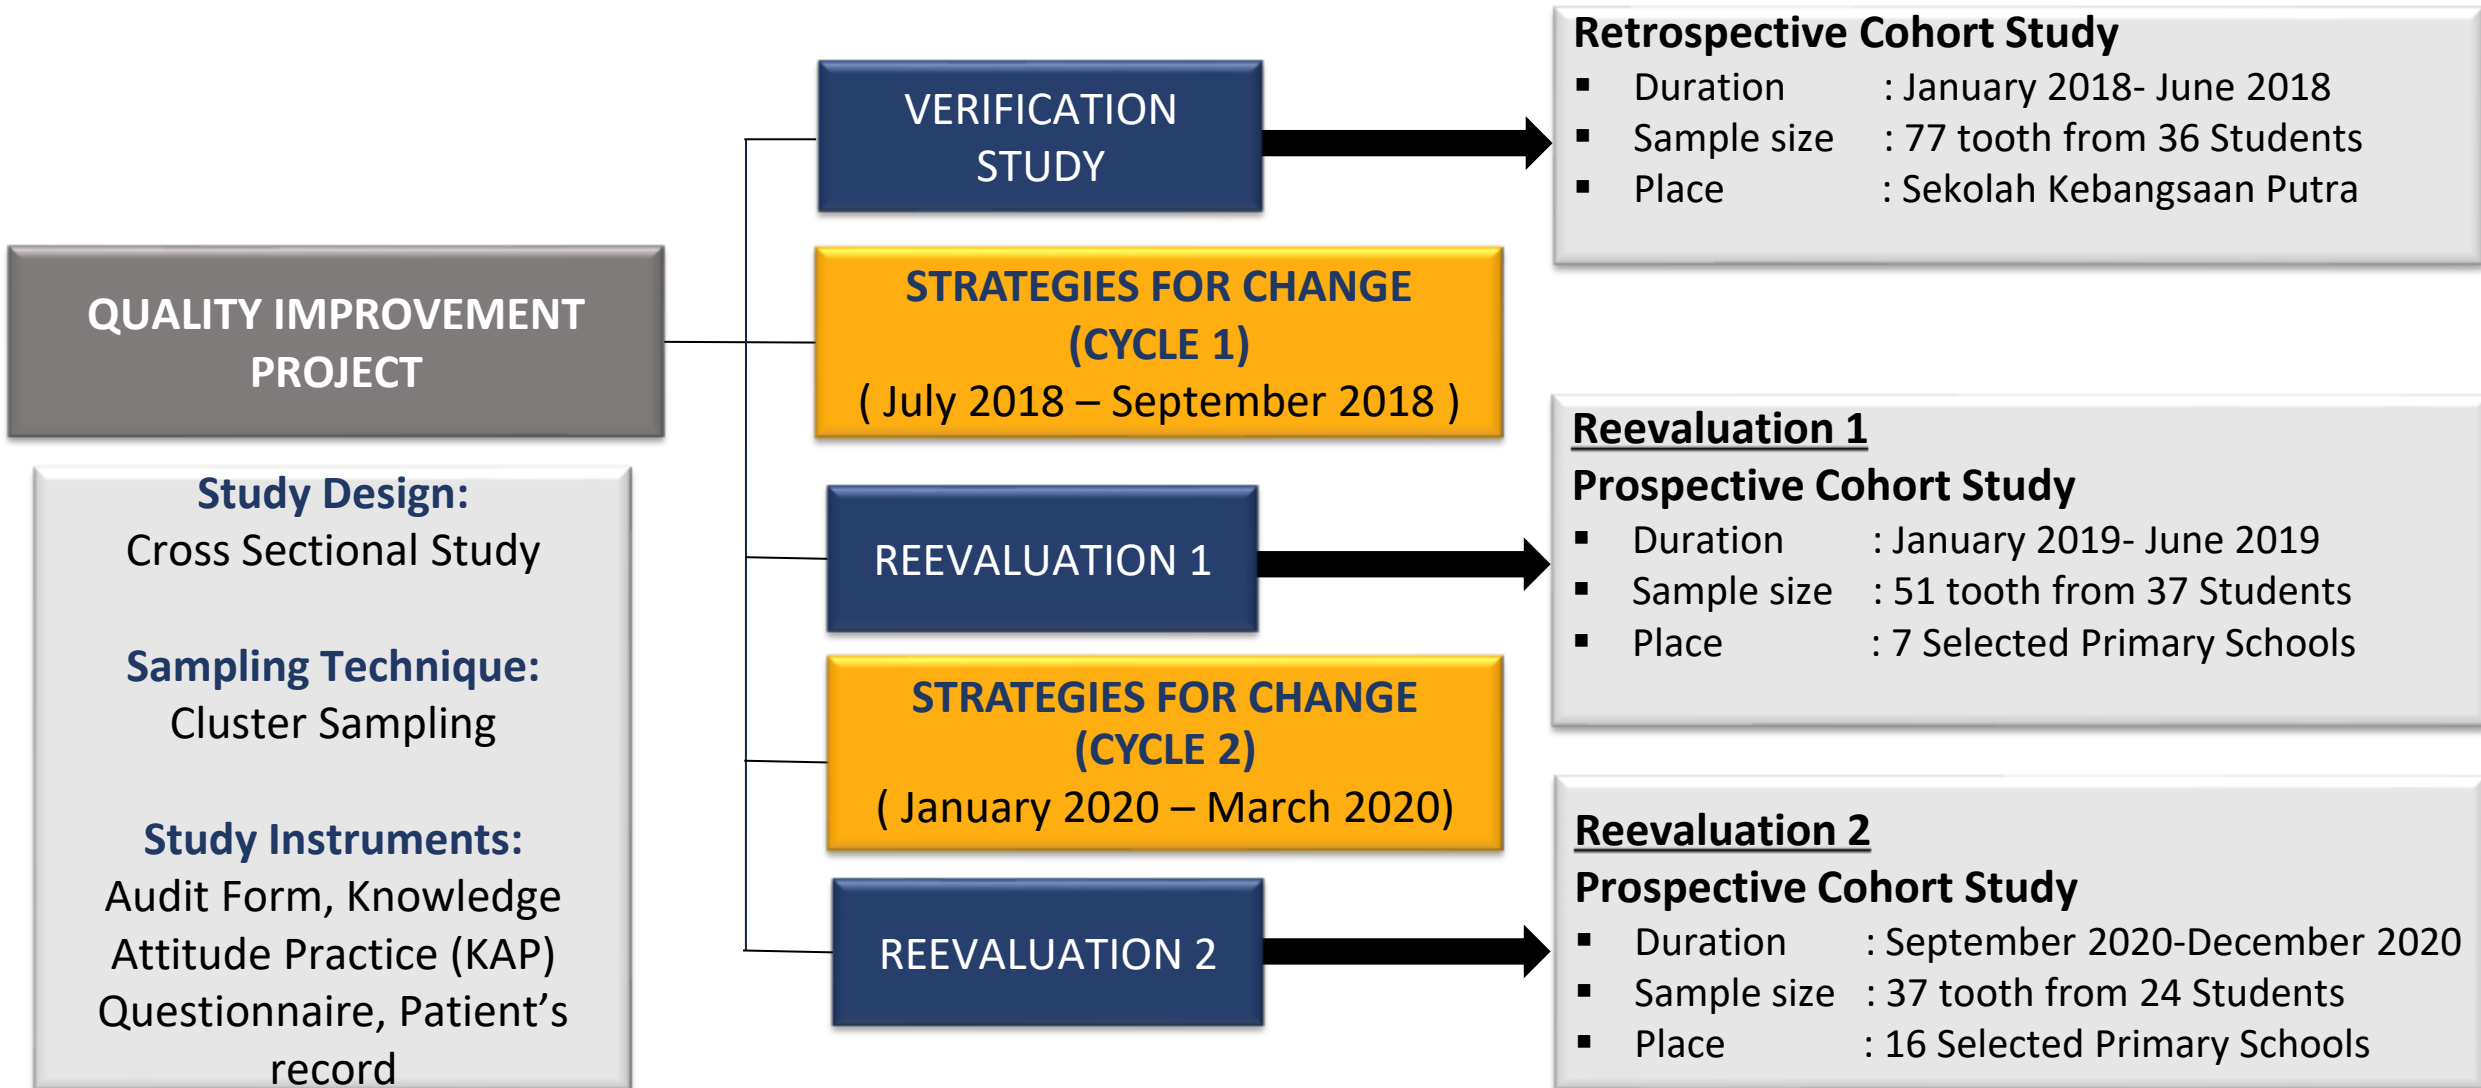 QUALITY IMPROVEMENT
PROJECT
Study Design:
Cross Sectional Study
Sampling Technique:
Cluster Sampling
Study Instruments:
Audit Form, Knowledge
Attitude Practice (KAP)
Questionnaire, Patient’s
record
VERIFICATION
STUDY
STRATEGIES FOR CHANGE
(CYCLE 1)
( July 2018 – September 2018 )
REEVALUATION 1
STRATEGIES FOR CHANGE
(CYCLE 2)
( January 2020 – March 2020)
REEVALUATION 2
Retrospective Cohort Study
▪ Duration : January 2018- June 2018
▪ Sample size : 77 tooth from 36 Students
▪ Place : Sekolah Kebangsaan Putra
Reevaluation 1
Prospective Cohort Study
▪ Duration : January 2019- June 2019
▪ Sample size : 51 tooth from 37 Students
▪ Place : 7 Selected Primary Schools
Reevaluation 2
Prospective Cohort Study
▪ Duration : September 2020-December 2020
▪ Sample size : 37 tooth from 24 Students
▪ Place : 16 Selected Primary Schools